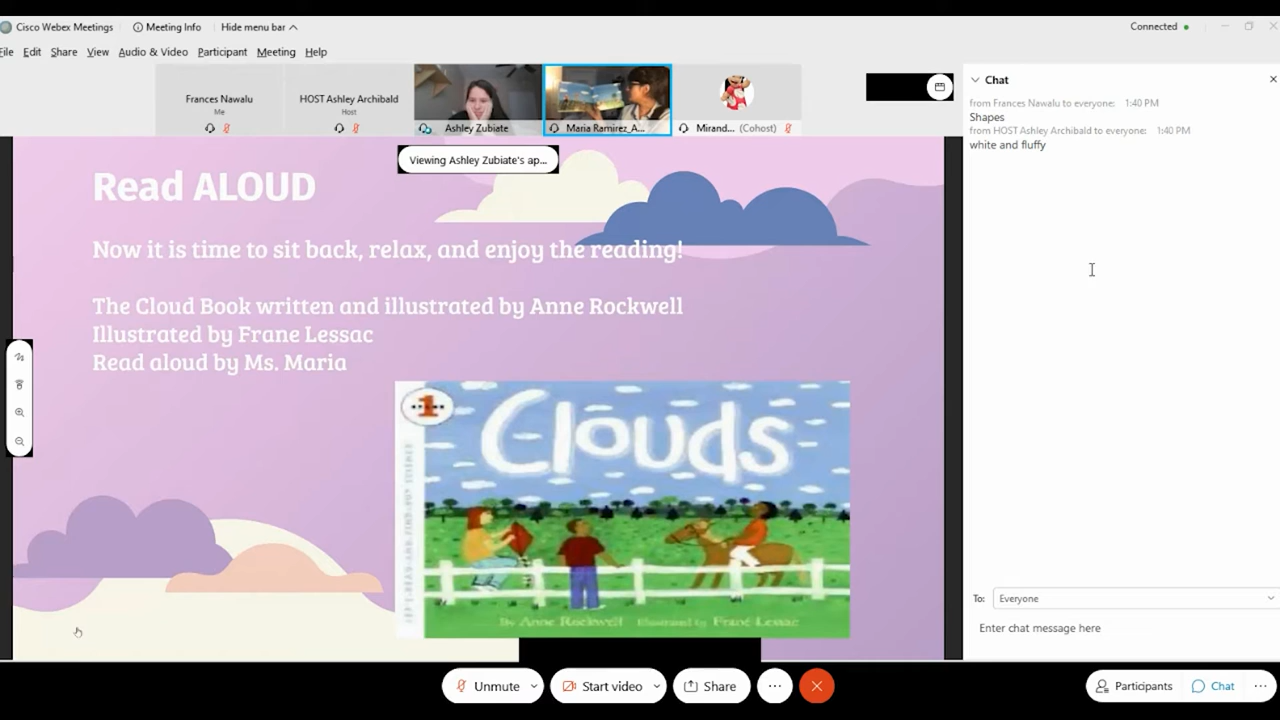 Cisco Webex Meetings
Meeting Info
Hide menu bar
Connected
File Edit Share View Audio & Video Participant Meeting Help
Frances Nawalu
Me
HOST Ashley Archibald
Host
Ashley Zubiate
Maria Ramirez_A...
Mirand... (Cohost)
Viewing Ashley Zubiate's ap...
Read ALOUD
Now it is time to sit back, relax, and enjoy the reading!
The Cloud Book written and illustrated by Anne Rockwell
Illustrated by Frane Lessac
Read aloud by Ms. Maria
1
Clouds
By Anne Rockwell Illustrated by Frané Lessac
Chat
from Frances Nawalu to everyone: 1:40 PM
Shapes
from HOST Ashley Archibald to everyone: 1:40 PM
white and fluffy
To: Everyone
Enter chat message here
Unmute
Start video
Share
Participants
Chat